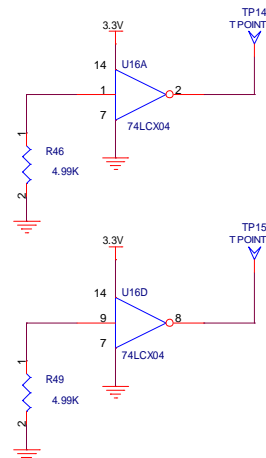 TP14
T POINT
3.3V
14
U16A
1
2
7
74LCX04
1
R46
4.99K
2
TP15
T POINT
3.3V
14
U16D
9
8
7
74LCX04
1
R49
4.99K
2